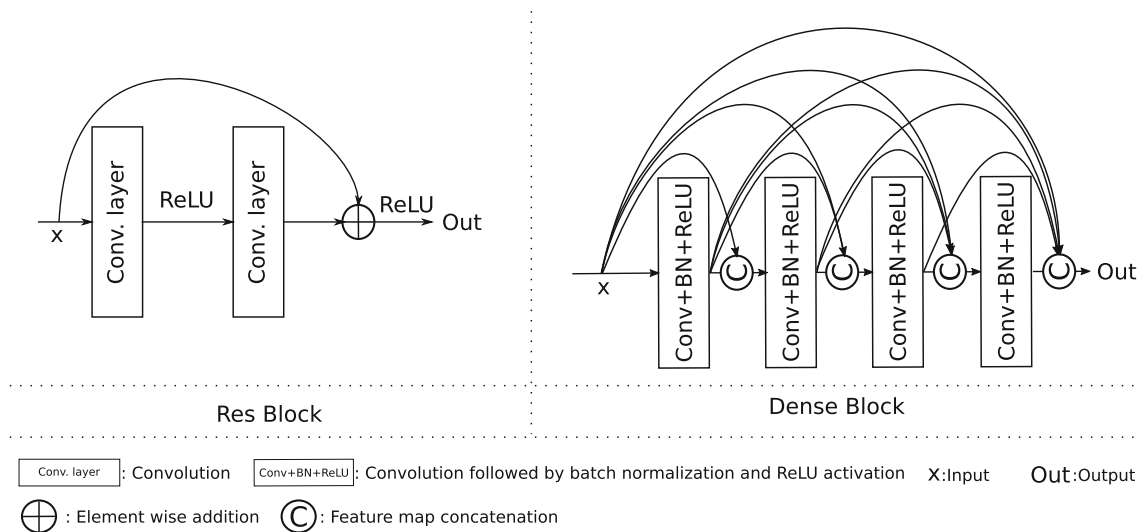 Conv. layer
ReLU
Conv. layer
ReLU
x
Out
Res Block
Conv+BN+ReLU
C
Conv+BN+ReLU
C
Conv+BN+ReLU
C
Conv+BN+ReLU
C
x
Out
Dense Block
Conv. layer : Convolution Conv+BN+ReLU : Convolution followed by batch normalization and ReLU activation x:Input Out:Output
: Element wise addition C : Feature map concatenation